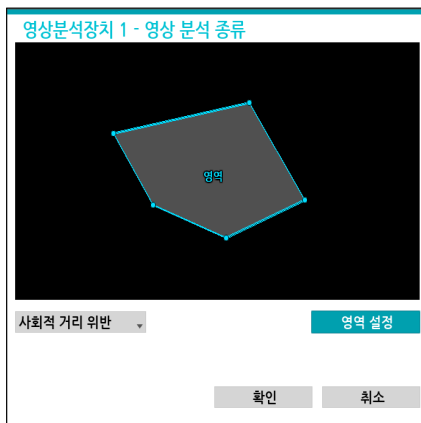 영상분석장치 1 - 영상 분석 종류
영역
사회적 거리 위반
영역 설정
확인
취소